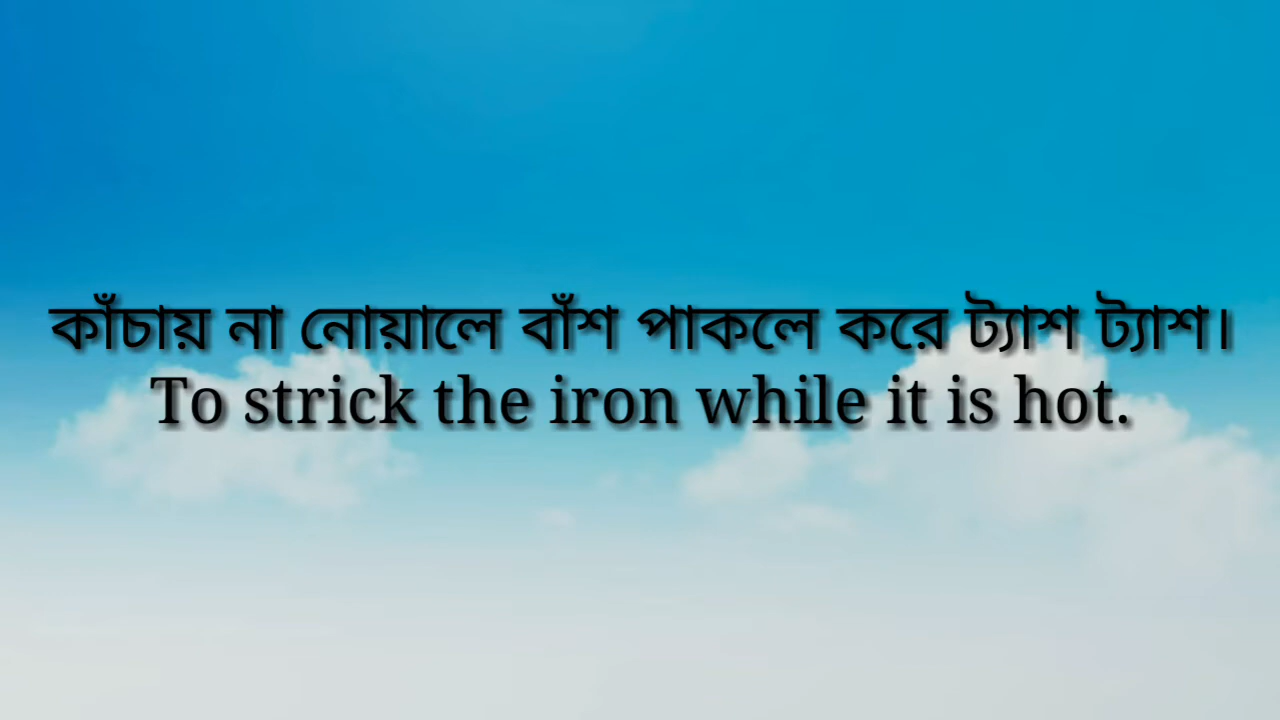 কাঁচায় না নোয়ালে বাঁশ পাকলে করে ট্যাশ ট্যাশ।
To strick the iron while it is hot.